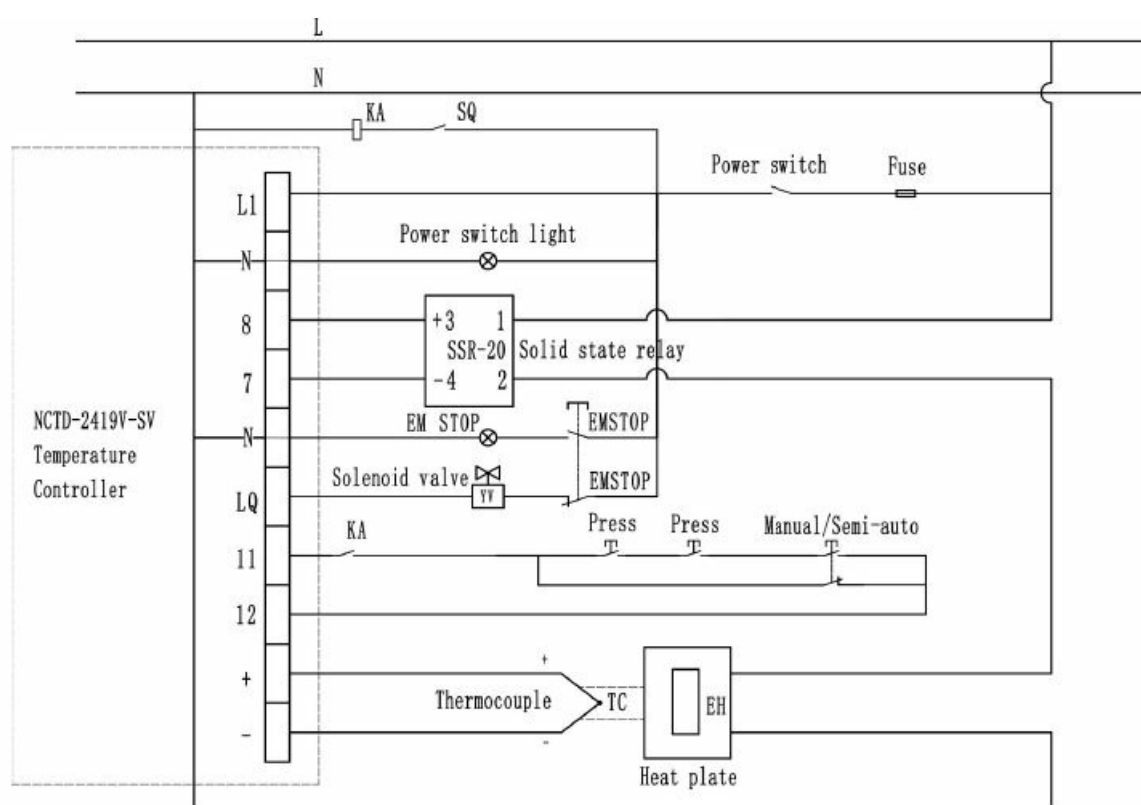 L
N
KA SQ
Power switch Fuse
L1
Power switch light
N
8 +3 1
SSR-20 Solid state relay
7 -4 2
NCTD-2419V-SV
Temperature
Controller
EM STOP EMSTOP
N
Solenoid valve EMSTOP
LQ YV
KA Press Press Manual/Semi-auto
11
12
+ +
Thermocouple TC EH
- -
Heat plate